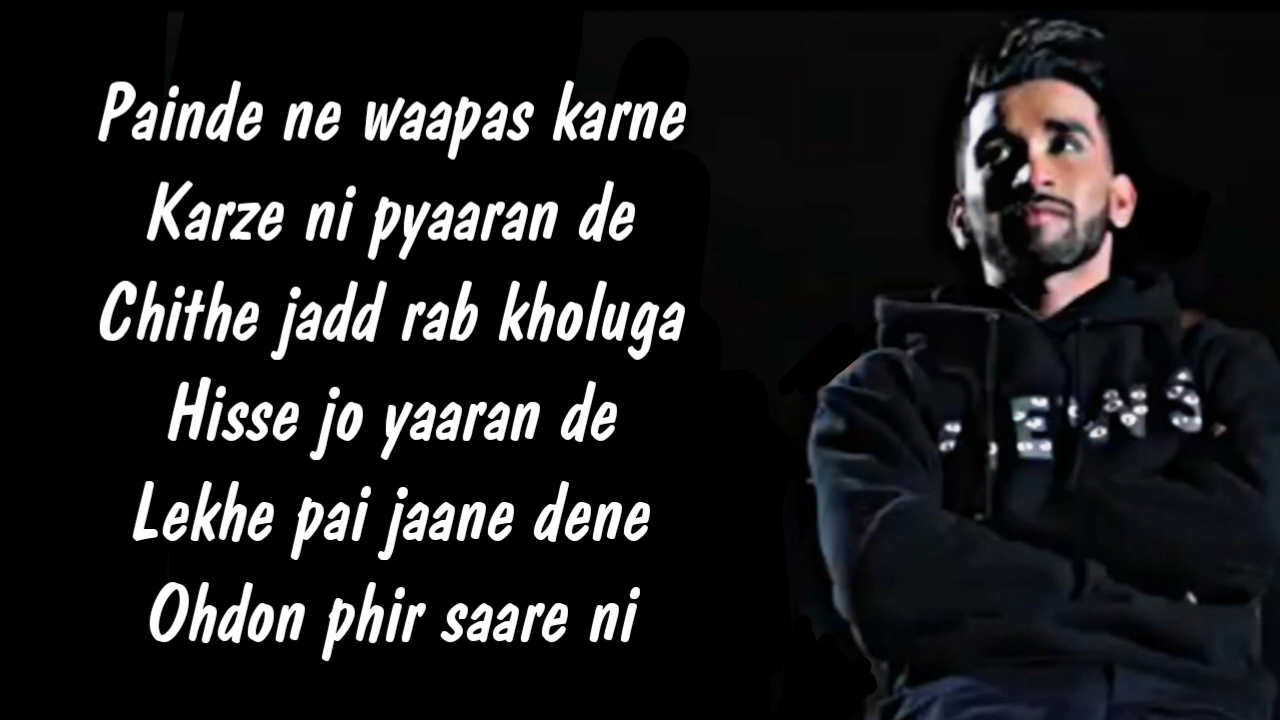 Painde ne waapas karne
Karze ni pyaaran de
Chithe jadd rab kholuga
Hisse jo yaaran de
Lekhe pai jaane dene
Ohdon phir saare ni